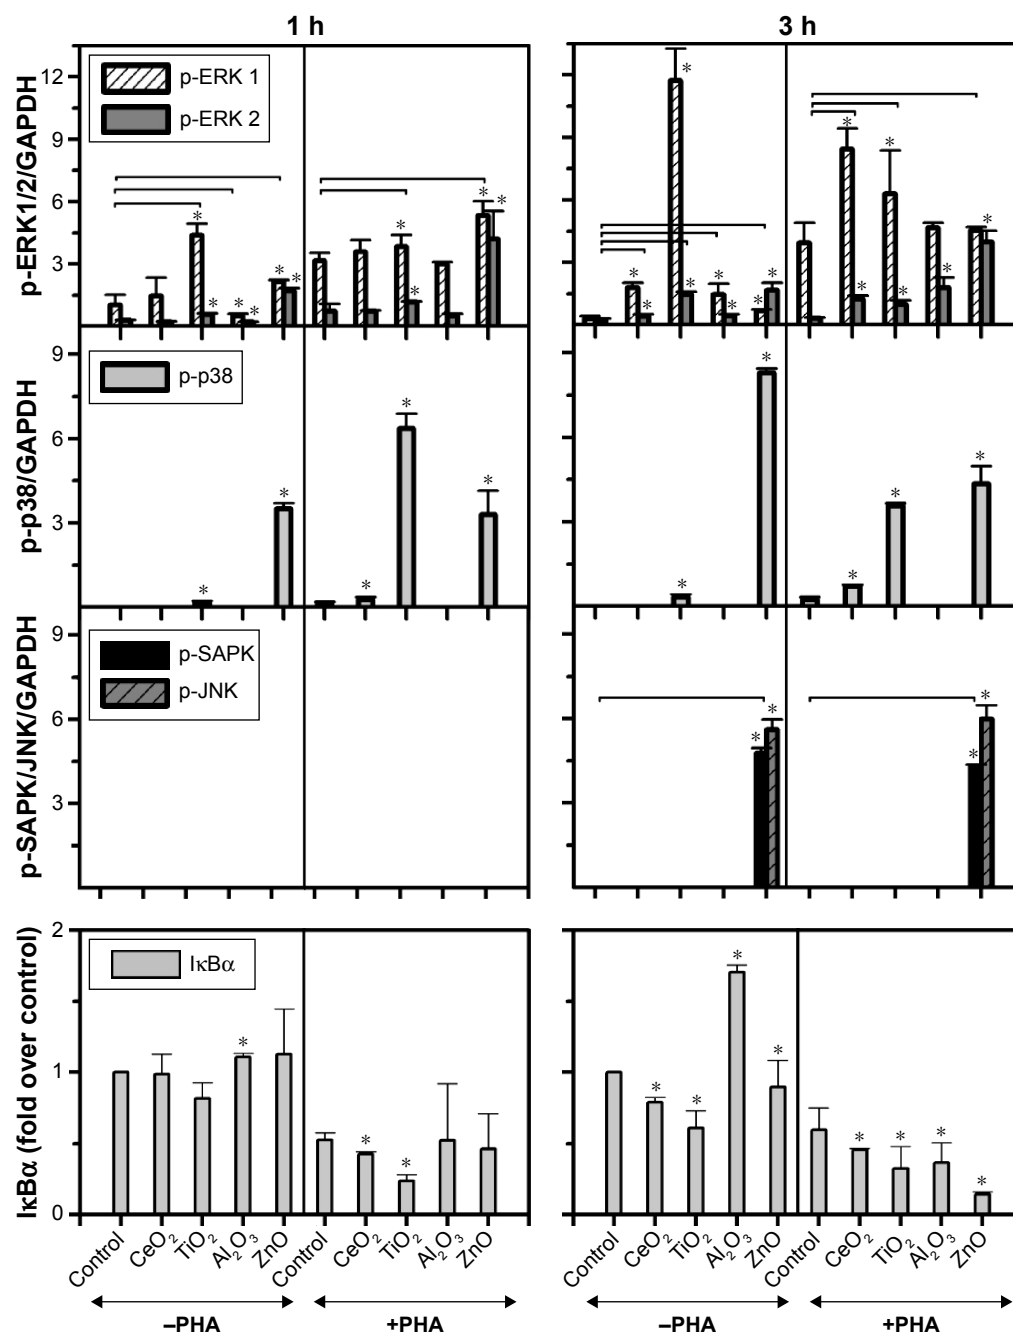 1 h
3 h
p-ERK1/2/GAPDH
12
9
6
3
p-ERK 1
p-ERK 2
* * * * * *
* * * *
* * * * * * * *
* * * * * *
p-p38/GAPDH
9
6
3
p-p38
* *
* * *
* *
* * *
p-SAPK/JNK/GAPDH
9
6
3
p-SAPK
p-JNK
* *
* *
IκBα (fold over control)
2
1
0
IκBα
*
* *
* * * *
* * * *
Control CeO₂ TiO₂ Al₂O₃ ZnO Control CeO₂ TiO₂ Al₂O₃ ZnO Control CeO₂ TiO₂ Al₂O₃ ZnO Control CeO₂ TiO₂ Al₂O₃ ZnO
–PHA +PHA –PHA +PHA